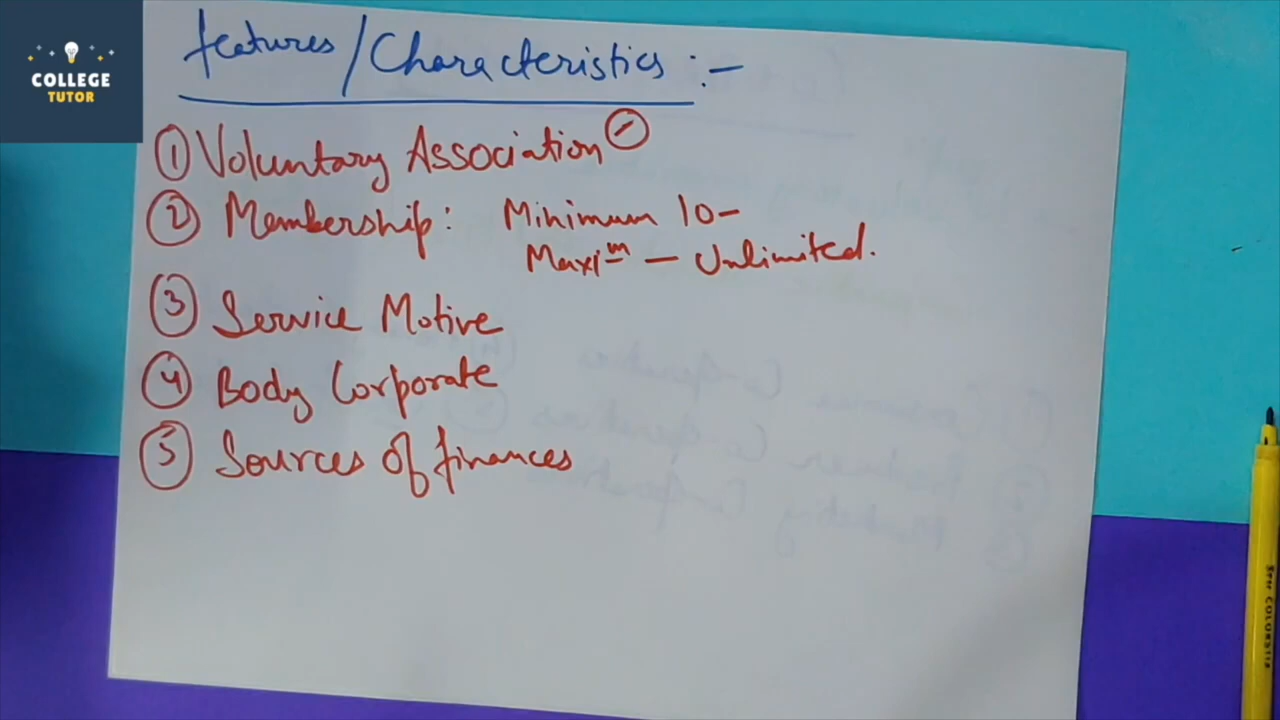 COLLEGE
TUTOR
features/Characteristics :-
① Voluntary Association
② Membership: Minimum 10-
Maxim - Unlimited.
③ Service Motive
④ Body Corporate
⑤ Sources of finances